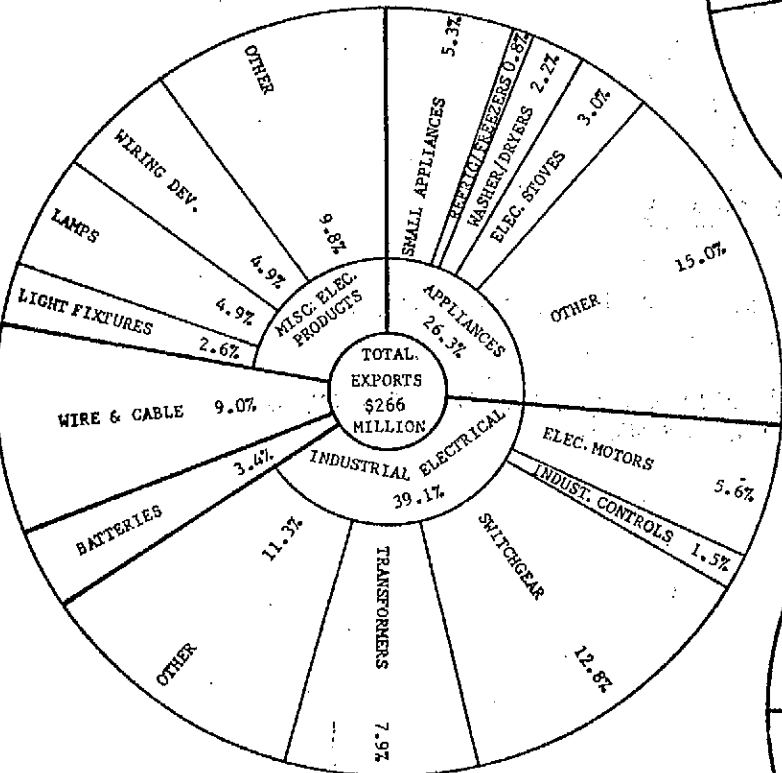 TOTAL
EXPORTS
$266
MILLION
APPLIANCES
26.3%
SMALL APPLIANCES 5.3%
REFRIG/FREEZERS 0.8%
WASHER/DRYERS 2.2%
ELEC. STOVES 3.0%
OTHER 15.0%
INDUSTRIAL ELECTRICAL
39.1%
ELEC. MOTORS 5.6%
INDUST. CONTROLS 1.5%
SWITCHGEAR 12.8%
TRANSFORMERS 7.9%
OTHER 11.3%
BATTERIES 3.4%
WIRE & CABLE 9.0%
MISC. ELEC.
PRODUCTS
LIGHT FIXTURES 2.6%
LAMPS 4.9%
WIRING DEV. 4.9%
OTHER 9.8%